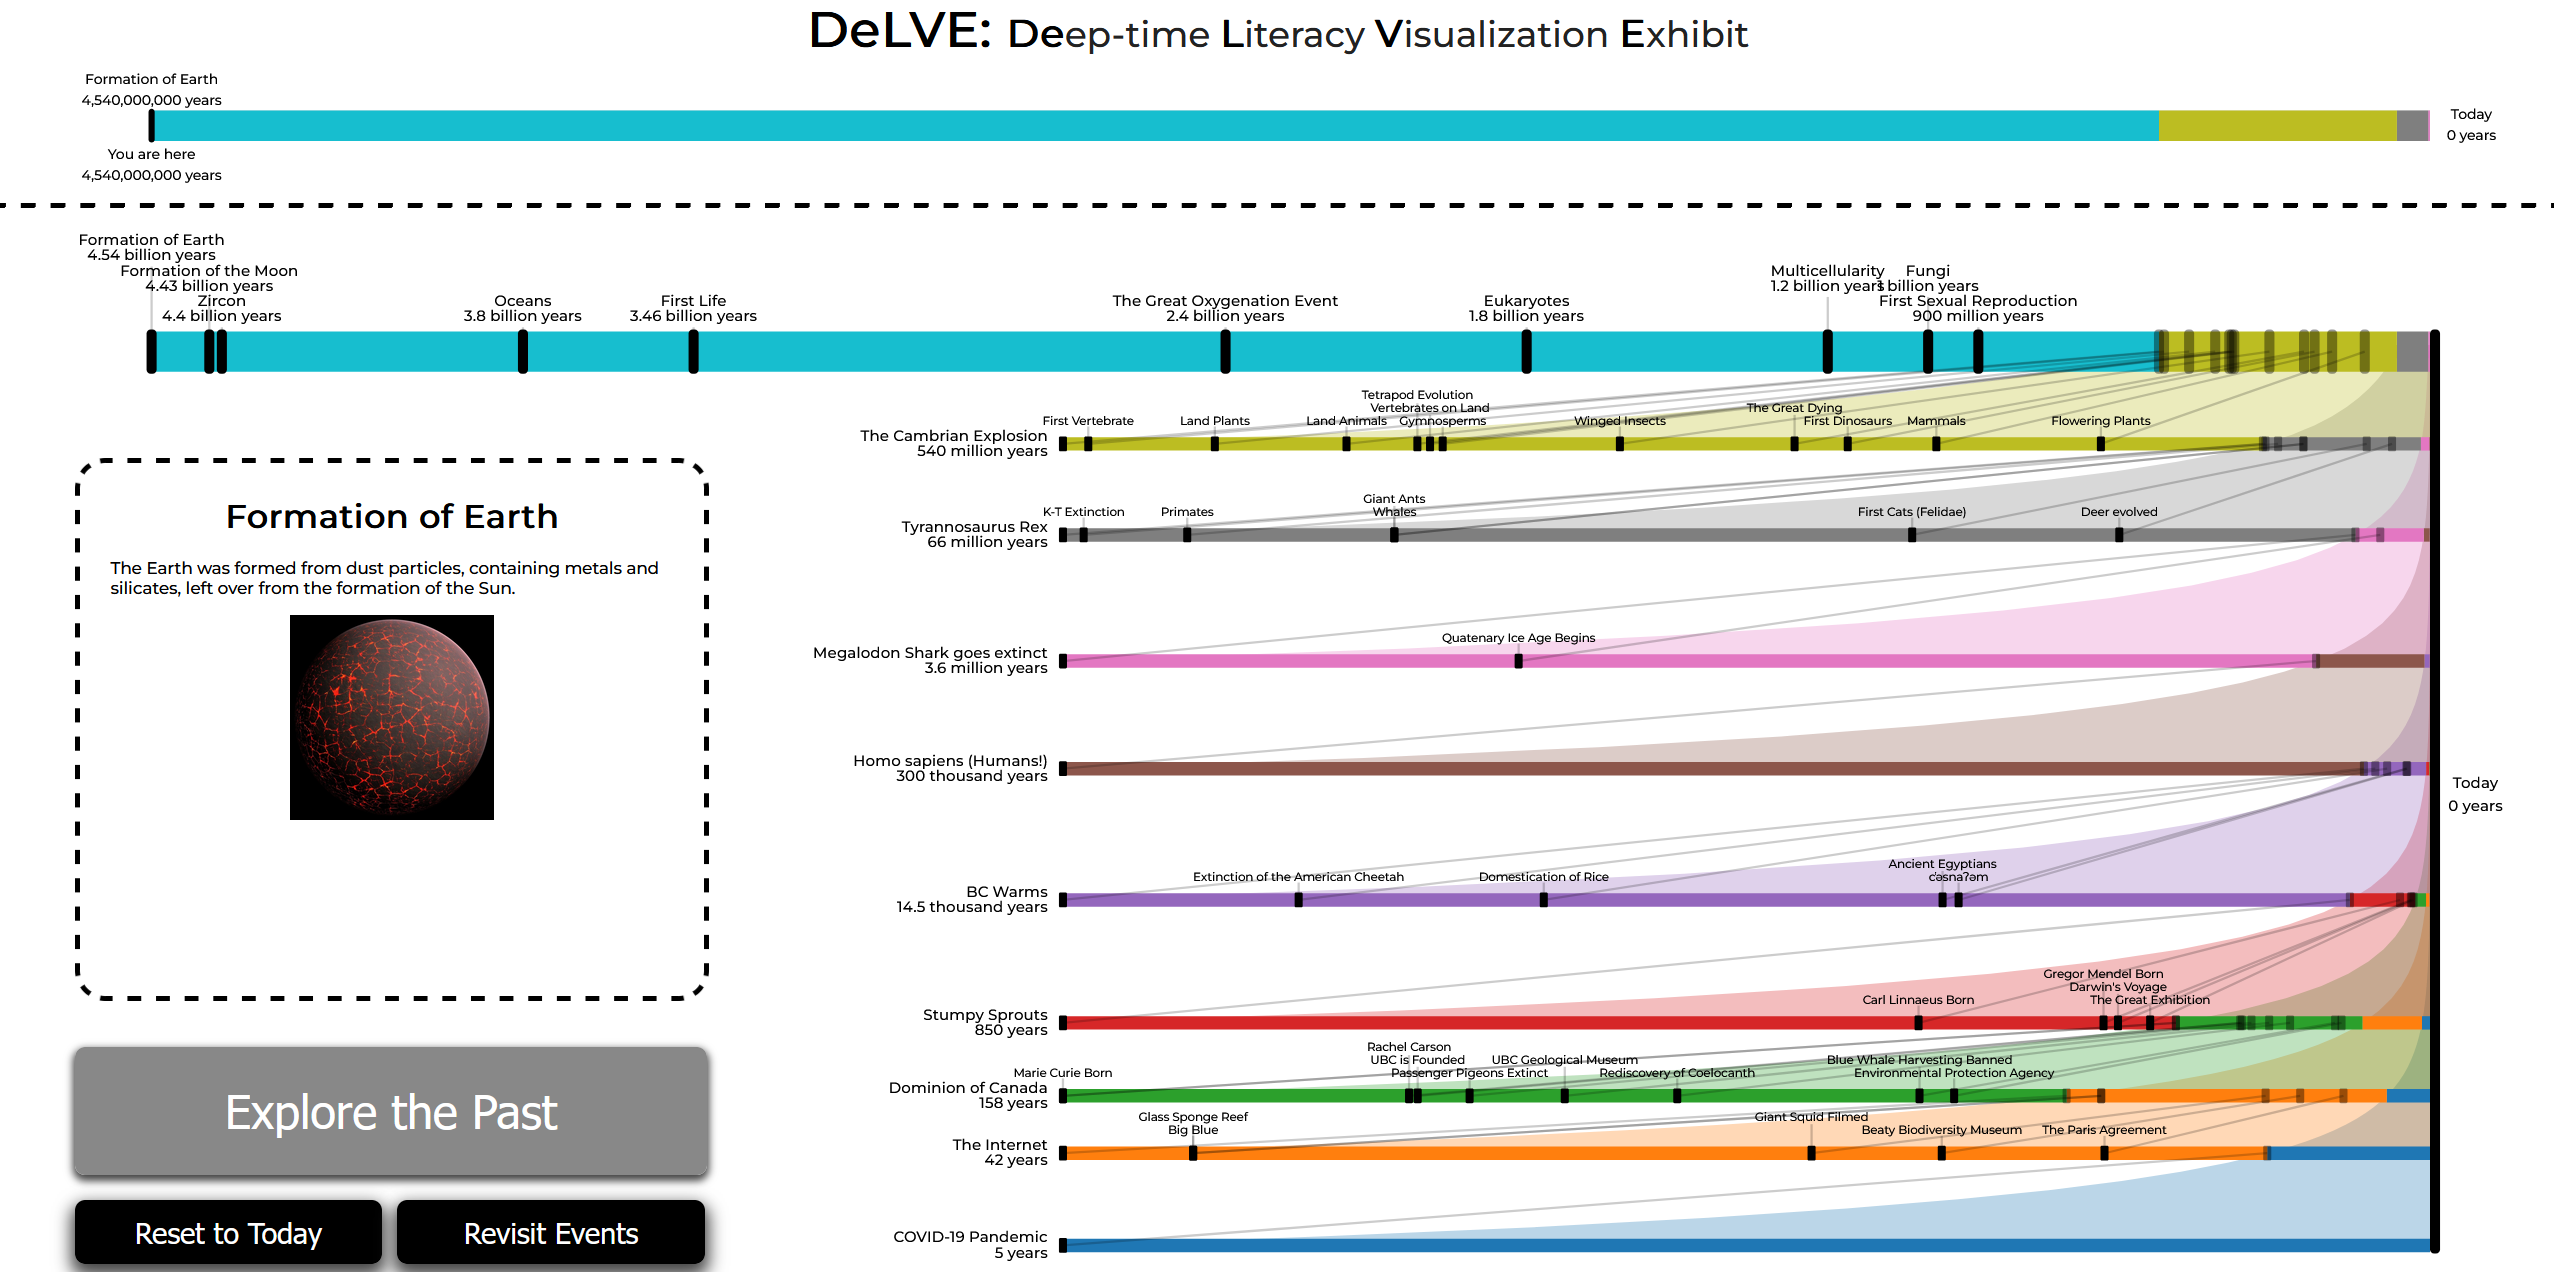 DeLVE: Deep-time Literacy Visualization Exhibit
Formation of Earth
4,540,000,000 years
Today
0 years
You are here
4,540,000,000 years
Formation of Earth
4.54 billion years
Formation of the Moon
4.43 billion years
Zircon
4.4 billion years
Oceans
3.8 billion years
First Life
3.46 billion years
The Great Oxygenation Event
2.4 billion years
Eukaryotes
1.8 billion years
Multicellularity
1.2 billion years
Fungi
1 billion years
First Sexual Reproduction
900 million years
The Cambrian Explosion
540 million years
First Vertebrate
Land Plants
Land Animals
Tetrapod Evolution
Vertebrates on Land
Gymnosperms
Winged Insects
The Great Dying
First Dinosaurs
Mammals
Flowering Plants
Tyrannosaurus Rex
66 million years
K-T Extinction
Primates
Giant Ants
Whales
First Cats (Felidae)
Deer evolved
Megalodon Shark goes extinct
3.6 million years
Quatenary Ice Age Begins
Homo sapiens (Humans!)
300 thousand years
Today
0 years
BC Warms
14.5 thousand years
Extinction of the American Cheetah
Domestication of Rice
Ancient Egyptians
c̓əsnaʔəm
Stumpy Sprouts
850 years
Carl Linnaeus Born
Gregor Mendel Born
Darwin's Voyage
The Great Exhibition
Dominion of Canada
158 years
Marie Curie Born
Rachel Carson
UBC is Founded
Passenger Pigeons Extinct
UBC Geological Museum
Rediscovery of Coelocanth
Blue Whale Harvesting Banned
Environmental Protection Agency
The Internet
42 years
Glass Sponge Reef
Big Blue
Giant Squid Filmed
Beaty Biodiversity Museum
The Paris Agreement
COVID-19 Pandemic
5 years
Formation of Earth
The Earth was formed from dust particles, containing metals and
silicates, left over from the formation of the Sun.
Explore the Past
Reset to Today
Revisit Events